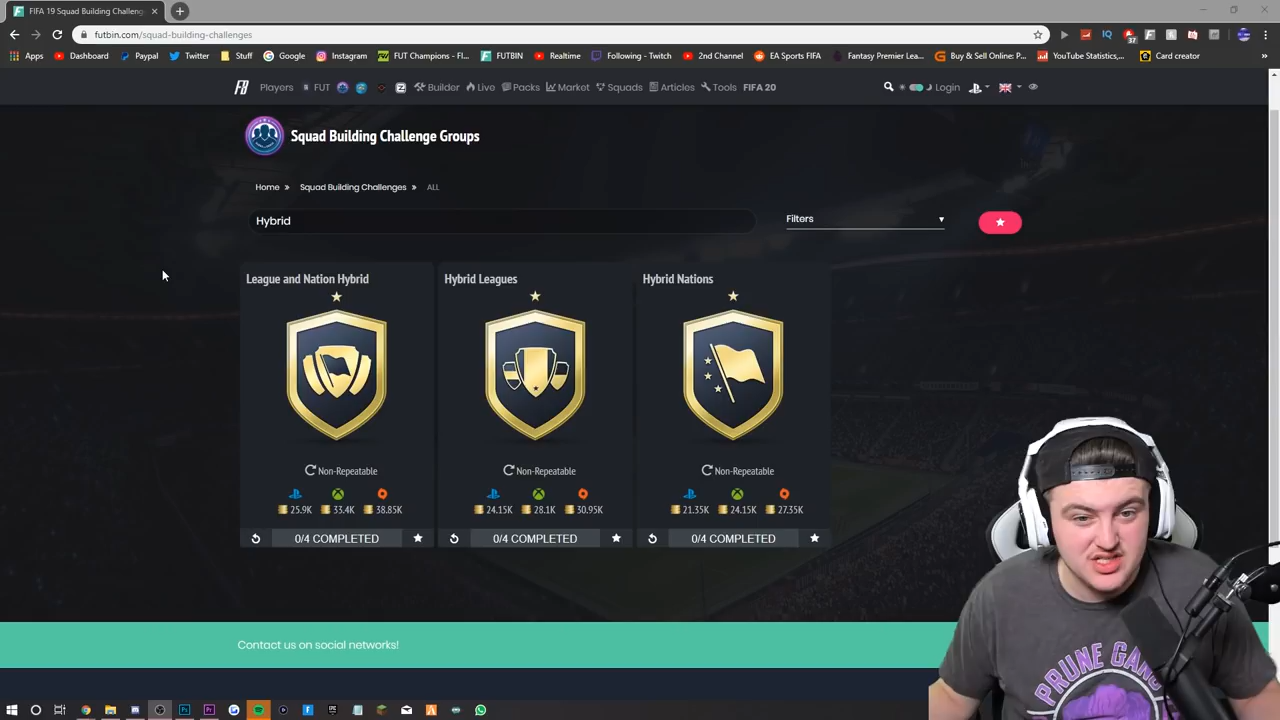 FIFA 19 Squad Building Challeng
futbin.com/squad-building-challenges
Apps Dashboard Paypal Twitter Stuff Google Instagram FUT Champions - Fl... FUTBIN Realtime Following - Twitch 2nd Channel EA Sports FIFA Fantasy Premier Lea... Buy & Sell Online: P... YouTube Statistics,... Card creator
Players FUT Builder Live Packs Market Squads Articles Tools FIFA 20 Login
Squad Building Challenge Groups
Home » Squad Building Challenges » ALL
Hybrid Filters
League and Nation Hybrid Hybrid Leagues Hybrid Nations
Non-Repeatable Non-Repeatable Non-Repeatable
25.9K 33.4K 38.85K 24.15K 28.1K 30.95K 21.35K 24.15K 27.35K
0/4 COMPLETED 0/4 COMPLETED 0/4 COMPLETED
Contact us on social networks!
PRUNE GANG